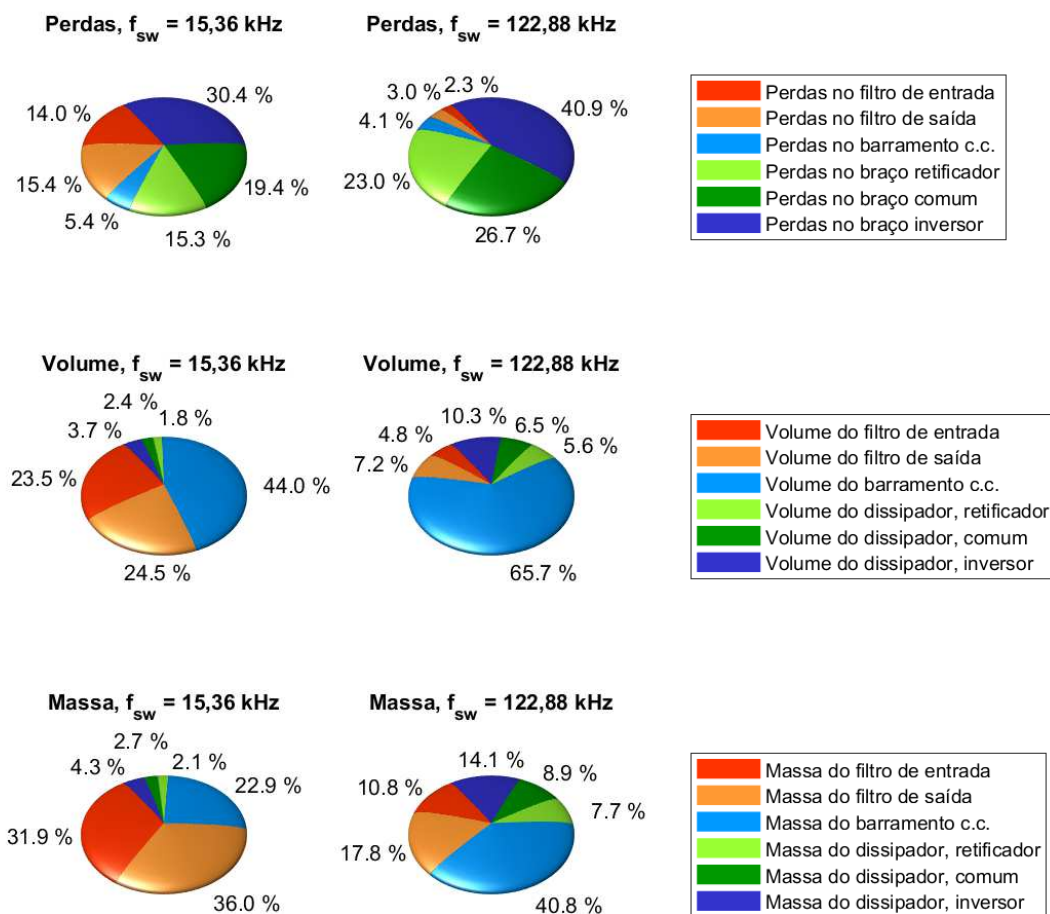 Perdas, fsw = 15,36 kHz
Perdas, fsw = 122,88 kHz
14.0 %
30.4 %
15.4 %
19.4 %
5.4 %
15.3 %
3.0 %
2.3 %
4.1 %
40.9 %
23.0 %
26.7 %
Perdas no filtro de entrada
Perdas no filtro de saída
Perdas no barramento c.c.
Perdas no braço retificador
Perdas no braço comum
Perdas no braço inversor
Volume, fsw = 15,36 kHz
Volume, fsw = 122,88 kHz
2.4 %
1.8 %
3.7 %
23.5 %
44.0 %
24.5 %
10.3 %
6.5 %
4.8 %
5.6 %
7.2 %
65.7 %
Volume do filtro de entrada
Volume do filtro de saída
Volume do barramento c.c.
Volume do dissipador, retificador
Volume do dissipador, comum
Volume do dissipador, inversor
Massa, fsw = 15,36 kHz
Massa, fsw = 122,88 kHz
2.7 %
2.1 %
4.3 %
22.9 %
31.9 %
36.0 %
14.1 %
8.9 %
10.8 %
7.7 %
17.8 %
40.8 %
Massa do filtro de entrada
Massa do filtro de saída
Massa do barramento c.c.
Massa do dissipador, retificador
Massa do dissipador, comum
Massa do dissipador, inversor